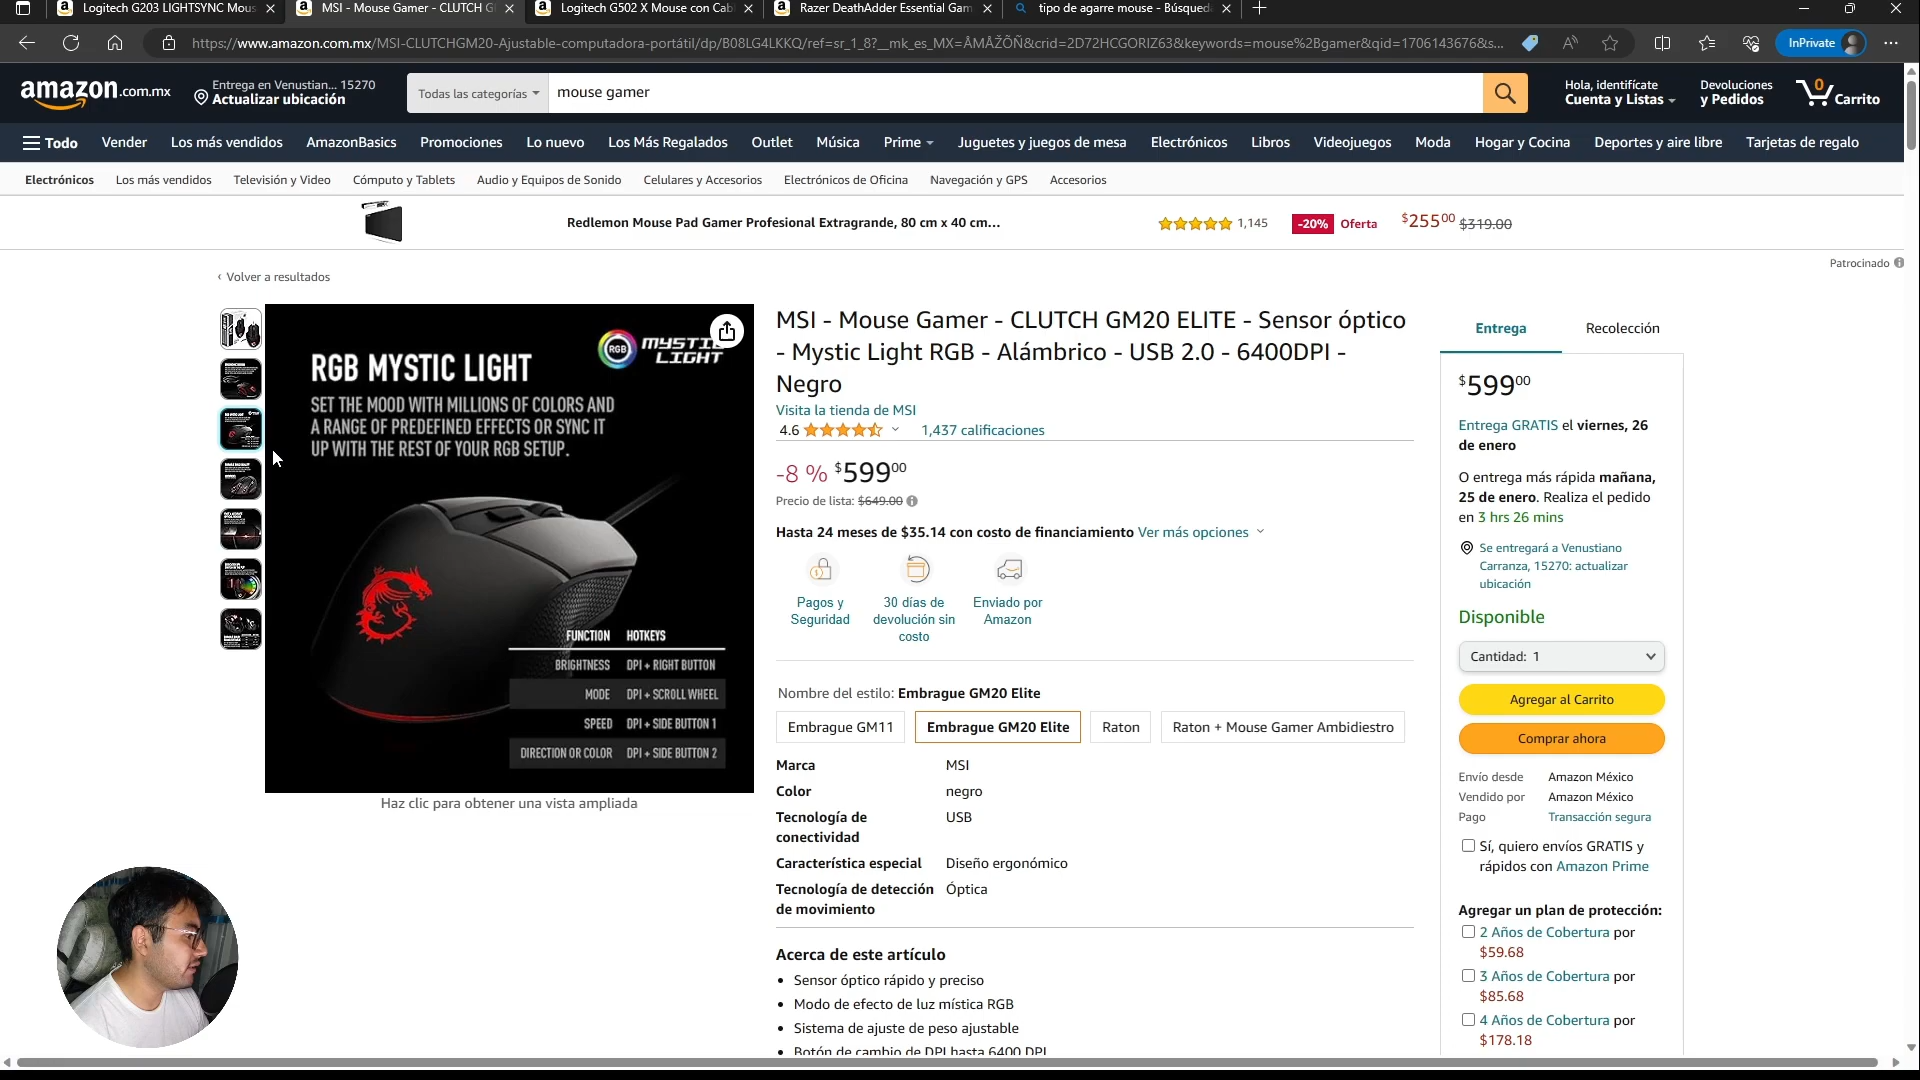 Logitech G203 LIGHTSYNC Mous
MSI - Mouse Gamer - CLUTCH G
Logitech G502 X Mouse con Cab
Razer DeathAdder Essential Gam
tipo de agarre mouse - Búsqued
https://www.amazon.com.mx/MSI-CLUTCHGM20-Ajustable-computadora-portátil/dp/B08LG4LKKQ/ref=sr_1_8?__mk_es_MX=ÅMÅŽÕÑ&crid=2D72HCGORIZ63&keywords=mouse%2Bgamer&qid=1706143676&s...
InPrivate
amazon.com.mx
Entrega en Venustian... 15270
Actualizar ubicación
Todas las categorías
mouse gamer
Hola, identifícate
Cuenta y Listas
Devoluciones
y Pedidos
0
Carrito
Todo Vender Los más vendidos AmazonBasics Promociones Lo nuevo Los Más Regalados Outlet Música Prime Juguetes y juegos de mesa Electrónicos Libros Videojuegos Moda Hogar y Cocina Deportes y aire libre Tarjetas de regalo
Electrónicos Los más vendidos Televisión y Video Cómputo y Tablets Audio y Equipos de Sonido Celulares y Accesorios Electrónicos de Oficina Navegación y GPS Accesorios
Redlemon Mouse Pad Gamer Profesional Extragrande, 80 cm x 40 cm... 1,145 -20% Oferta $25500 $319.00
Patrocinado
‹ Volver a resultados
RGB
MYSTIC
LIGHT
RGB MYSTIC LIGHT
SET THE MOOD WITH MILLIONS OF COLORS AND
A RANGE OF PREDEFINED EFFECTS OR SYNC IT
UP WITH THE REST OF YOUR RGB SETUP.
FUNCTION HOTKEYS
BRIGHTNESS DPI + RIGHT BUTTON
MODE DPI + SCROLL WHEEL
SPEED DPI + SIDE BUTTON 1
DIRECTION OR COLOR DPI + SIDE BUTTON 2
Haz clic para obtener una vista ampliada
MSI - Mouse Gamer - CLUTCH GM20 ELITE - Sensor óptico
- Mystic Light RGB - Alámbrico - USB 2.0 - 6400DPI -
Negro
Visita la tienda de MSI
4.6 1,437 calificaciones
-8 % $59900
Precio de lista: $649.00
Hasta 24 meses de $35.14 con costo de financiamiento Ver más opciones
Pagos y
Seguridad
30 días de
devolución sin
costo
Enviado por
Amazon
Nombre del estilo: Embrague GM20 Elite
Embrague GM11 Embrague GM20 Elite Raton Raton + Mouse Gamer Ambidiestro
Marca MSI
Color negro
Tecnología de USB
conectividad
Característica especial Diseño ergonómico
Tecnología de detección Óptica
de movimiento
Acerca de este artículo
• Sensor óptico rápido y preciso
• Modo de efecto de luz mística RGB
• Sistema de ajuste de peso ajustable
• Botón de cambio de DPI hasta 6400 DPI
Entrega Recolección
$59900
Entrega GRATIS el viernes, 26
de enero
O entrega más rápida mañana,
25 de enero. Realiza el pedido
en 3 hrs 26 mins
Se entregará a Venustiano
Carranza, 15270: actualizar
ubicación
Disponible
Cantidad: 1
Agregar al Carrito
Comprar ahora
Envío desde Amazon México
Vendido por Amazon México
Pago Transacción segura
Sí, quiero envíos GRATIS y
rápidos con Amazon Prime
Agregar un plan de protección:
2 Años de Cobertura por
$59.68
3 Años de Cobertura por
$85.68
4 Años de Cobertura por
$178.18